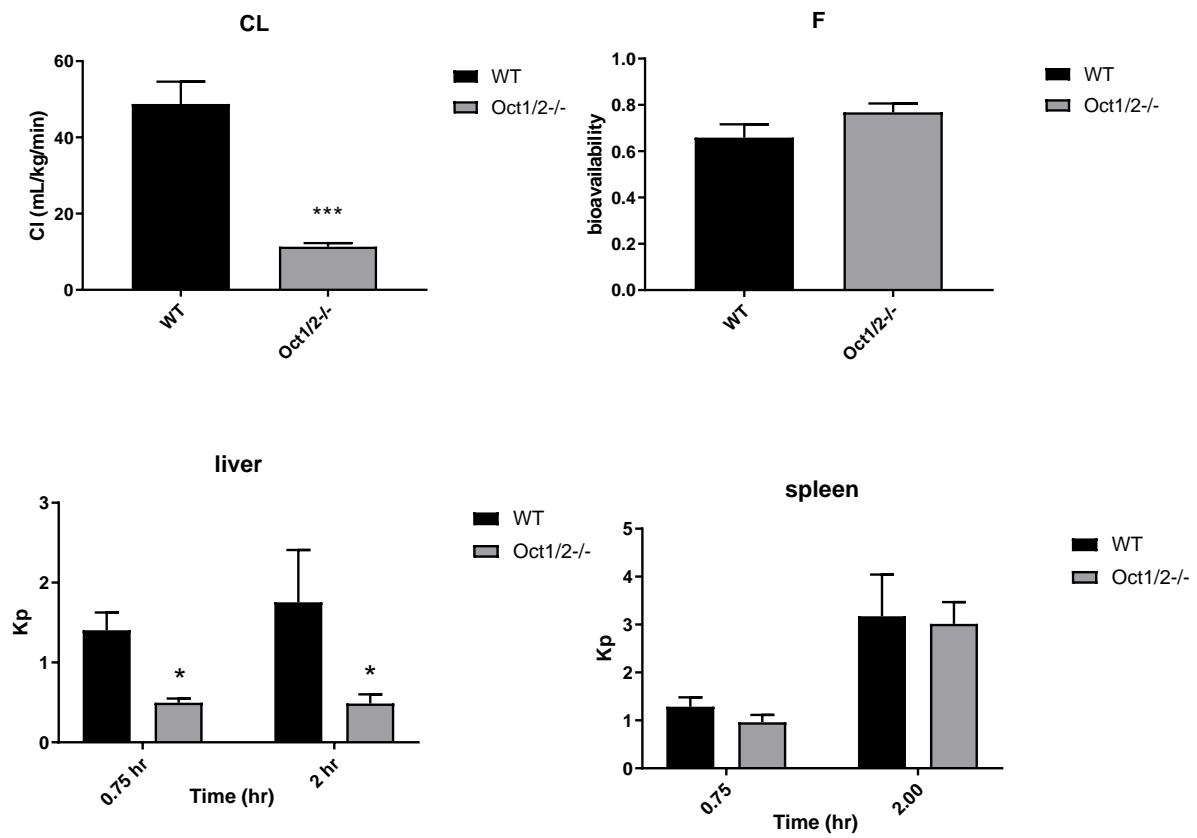 CL
Cl (mL/kg/min)
60
40
20
0
***
WT
Oct1/2-/-
WT
Oct1/2-/-
F
bioavailability
1.0
0.8
0.6
0.4
0.2
0.0
WT
Oct1/2-/-
WT
Oct1/2-/-
liver
Kp
3
2
1
0
*
*
0.75 hr
2 hr
Time (hr)
WT
Oct1/2-/-
spleen
Kp
5
4
3
2
1
0
0.75
2.00
Time (hr)
WT
Oct1/2-/-